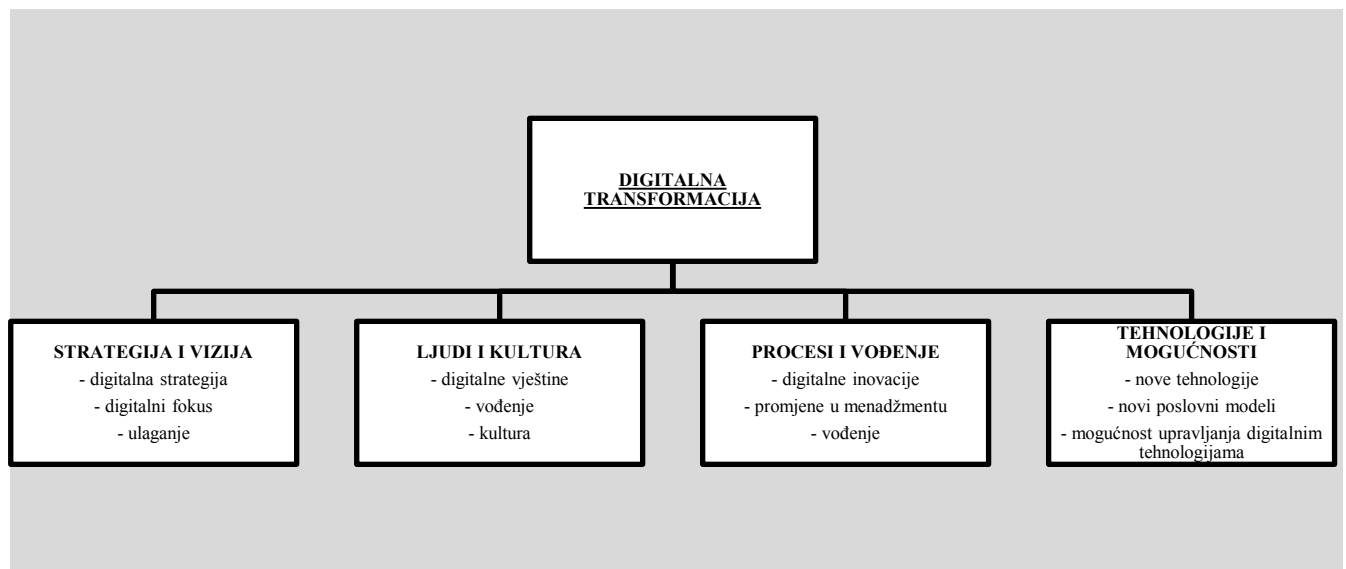 DIGITALNA
TRANSFORMACIJA
STRATEGIJA I VIZIJA
- digitalna strategija
- digitalni fokus
- ulaganje
LJUDI I KULTURA
- digitalne vještine
- vođenje
- kultura
PROCESI I VOĐENJE
- digitalne inovacije
- promjene u menadžmentu
- vođenje
TEHNOLOGIJE I
MOGUĆNOSTI
- nove tehnologije
- novi poslovni modeli
- mogućnost upravljanja digitalnim
tehnologijama